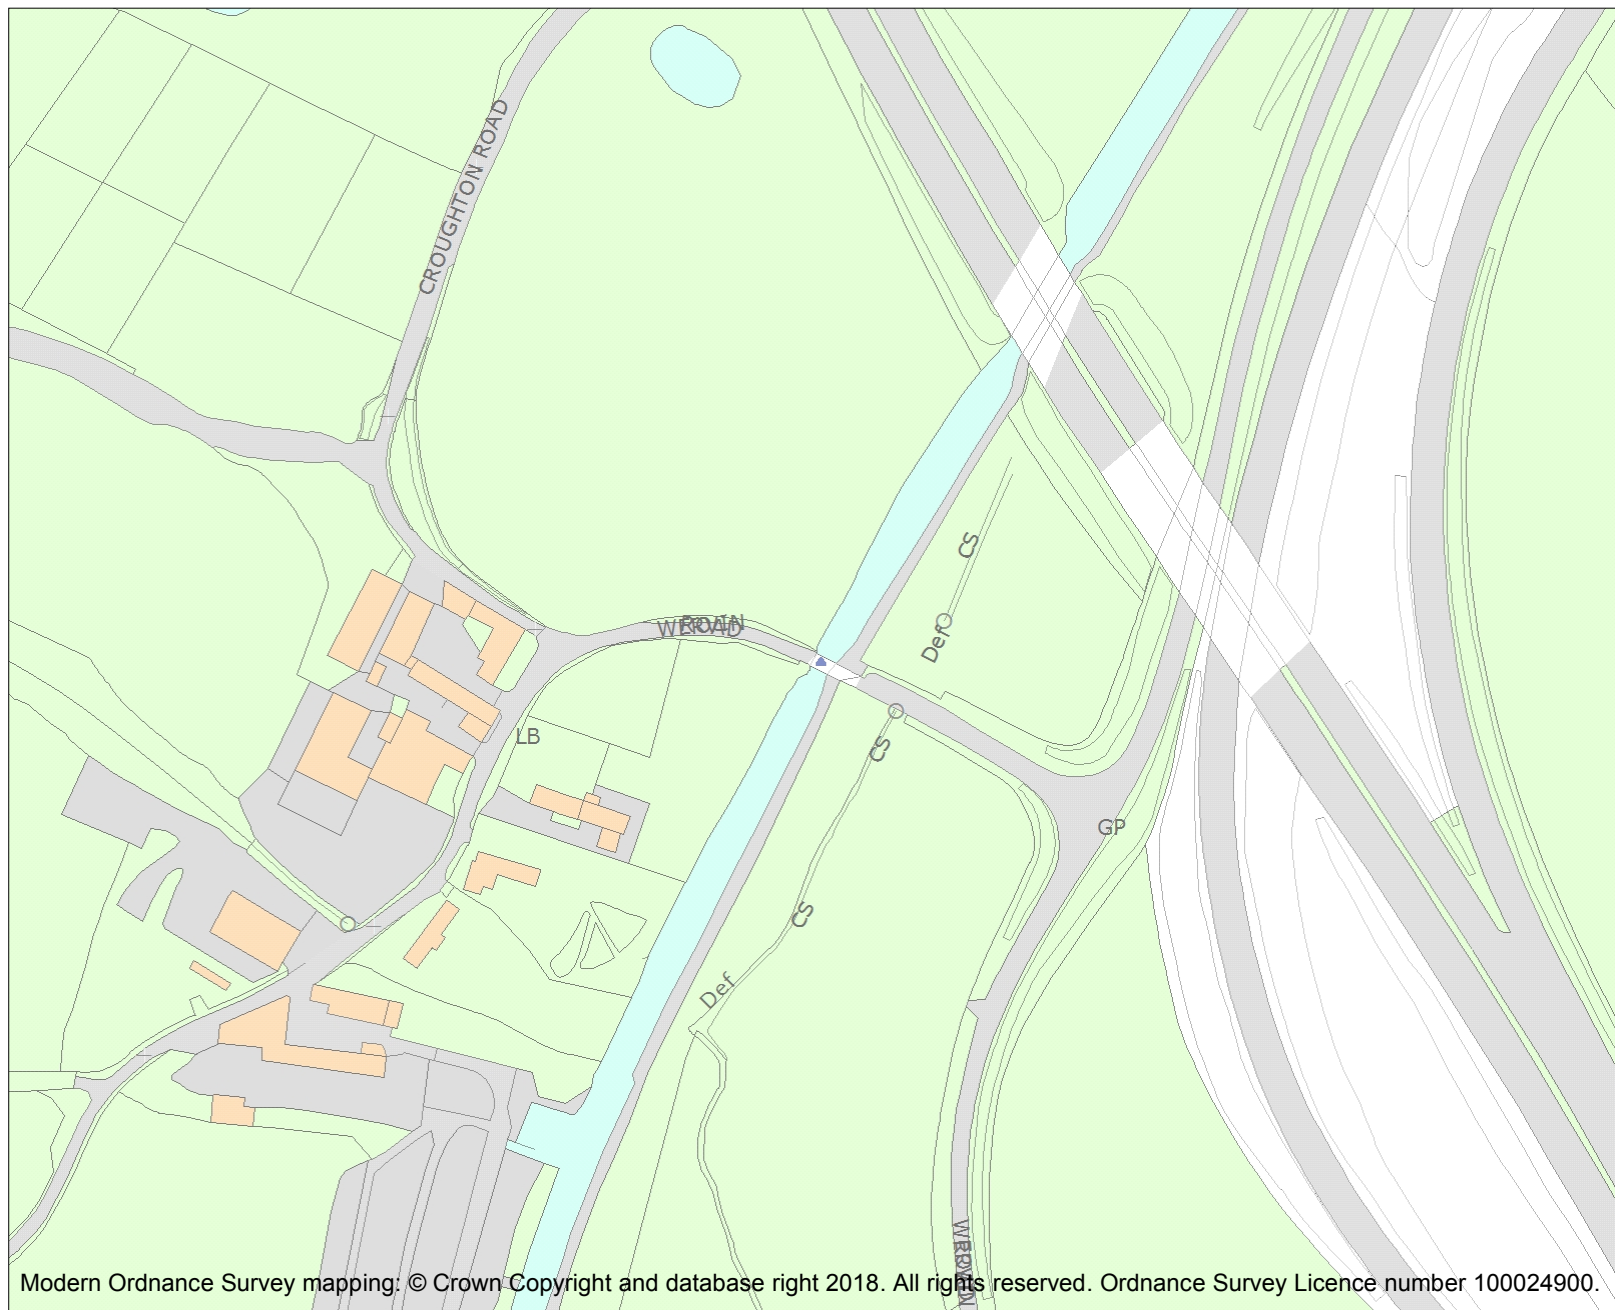 CROUGHTON ROAD
CS
Def
CS
LB
GP
CS
Def
Modern Ordnance Survey mapping: © Crown Copyright and database right 2018. All rights reserved. Ordnance Survey Licence number 100024900.